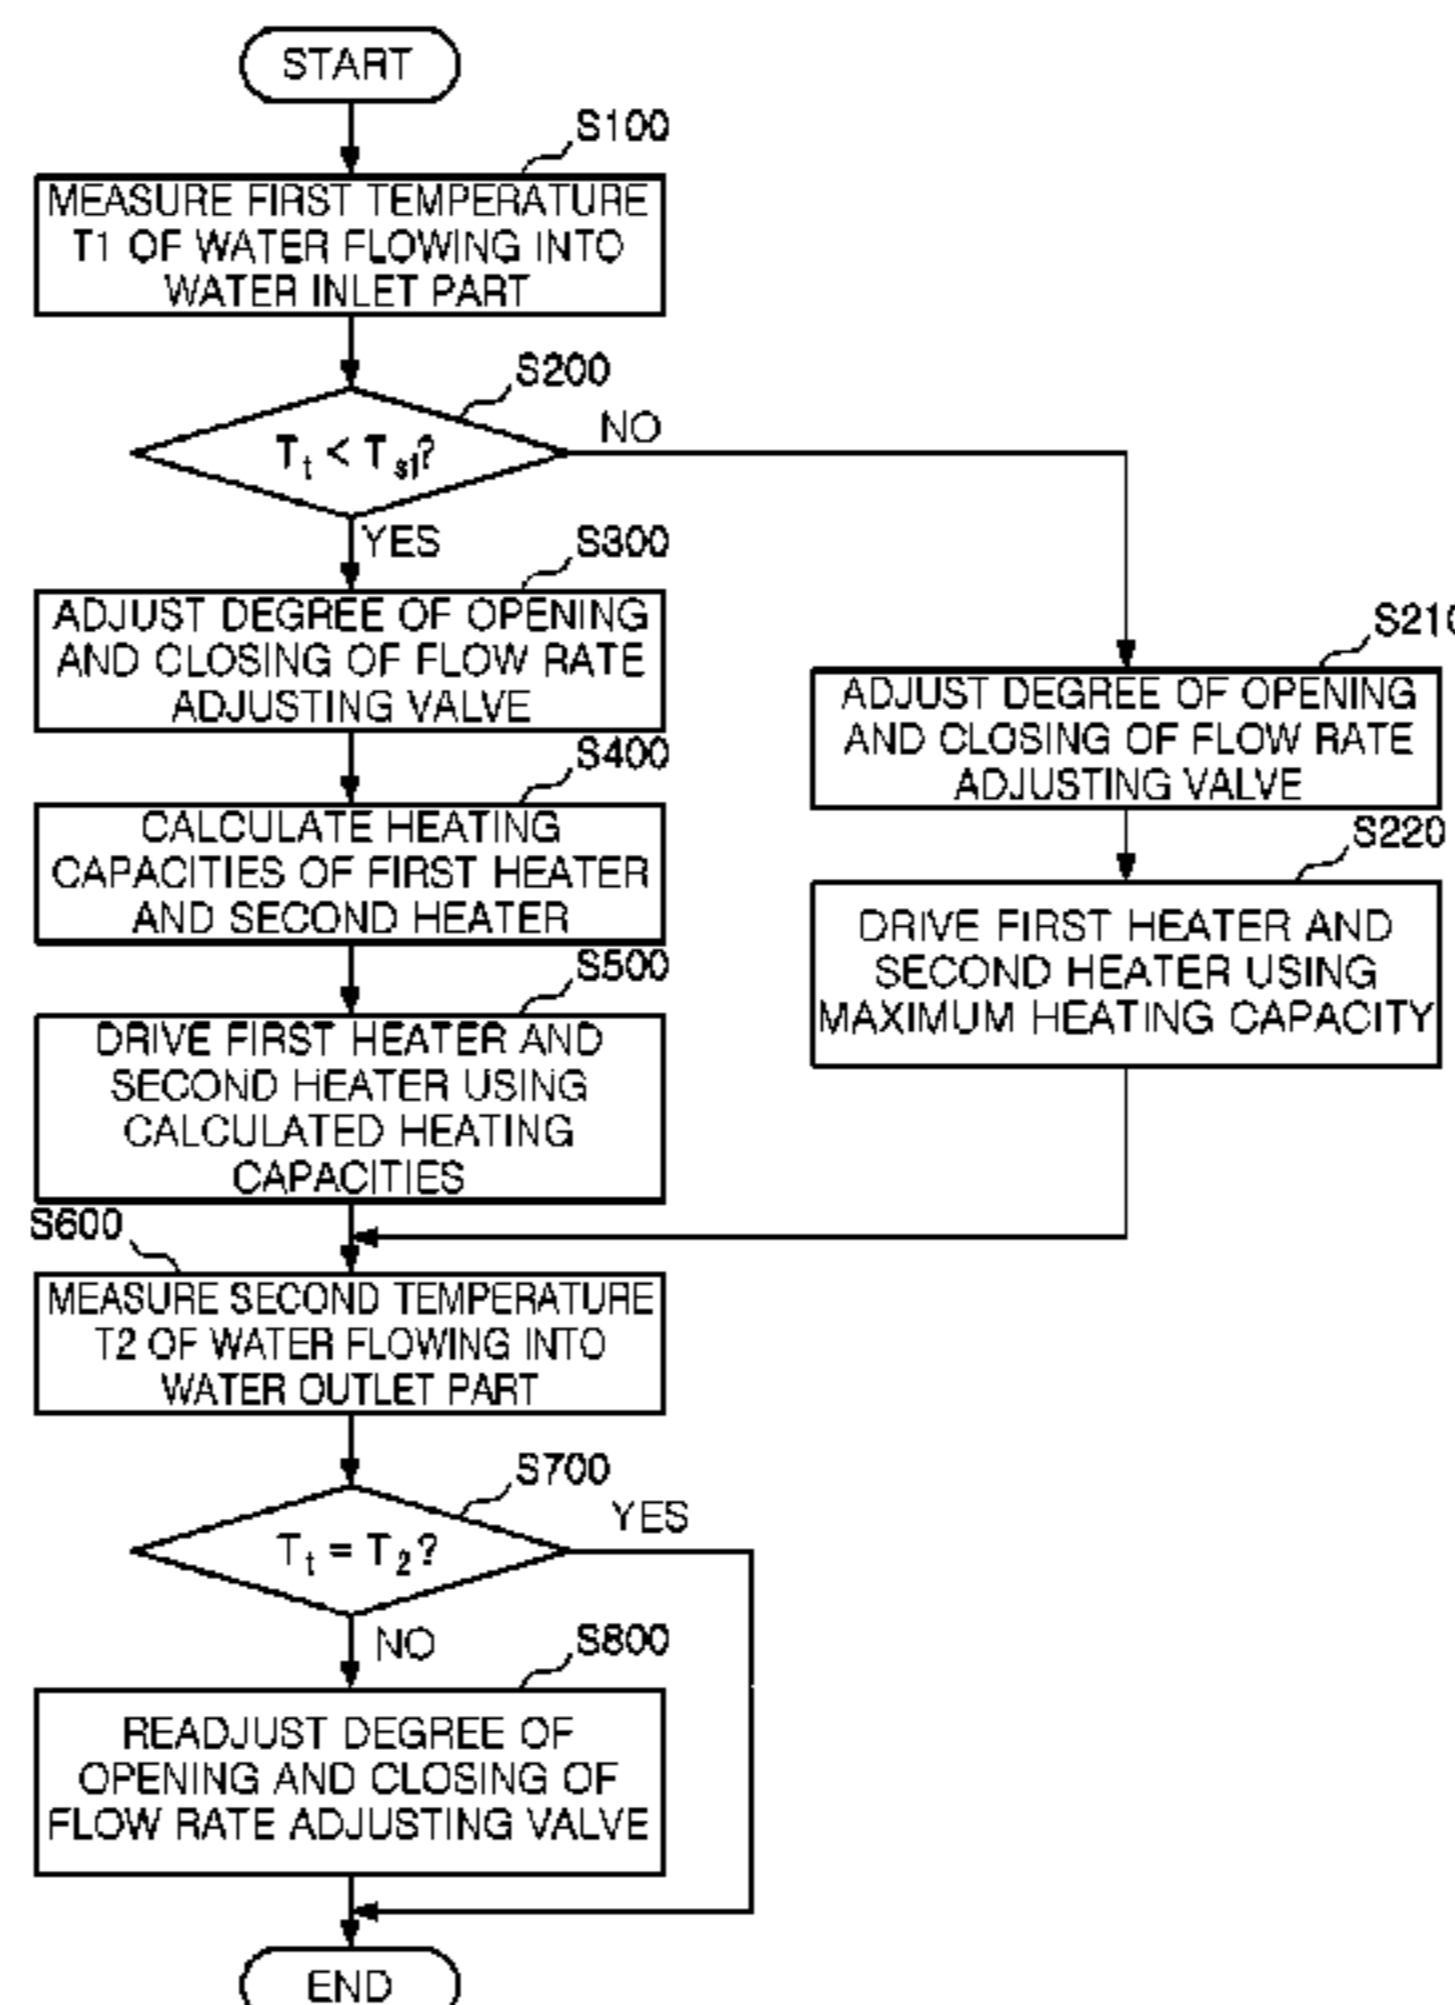 START
S100
MEASURE FIRST TEMPERATURE
T1 OF WATER FLOWING INTO
WATER INLET PART
S200
Tt < Ts1?
NO
YES
S300
ADJUST DEGREE OF OPENING
AND CLOSING OF FLOW RATE
ADJUSTING VALVE
S210
ADJUST DEGREE OF OPENING
AND CLOSING OF FLOW RATE
ADJUSTING VALVE
S400
CALCULATE HEATING
CAPACITIES OF FIRST HEATER
AND SECOND HEATER
S220
DRIVE FIRST HEATER AND
SECOND HEATER USING
MAXIMUM HEATING CAPACITY
S500
DRIVE FIRST HEATER AND
SECOND HEATER USING
CALCULATED HEATING
CAPACITIES
S600
MEASURE SECOND TEMPERATURE
T2 OF WATER FLOWING INTO
WATER OUTLET PART
S700
Tt = T2?
YES
NO
S800
READJUST DEGREE OF
OPENING AND CLOSING OF
FLOW RATE ADJUSTING VALVE
END